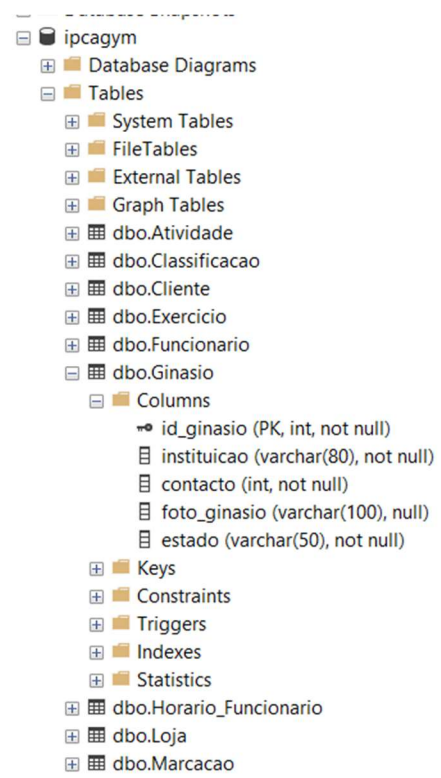 Database Snapshots
ipcagym
Database Diagrams
Tables
System Tables
FileTables
External Tables
Graph Tables
dbo.Atividade
dbo.Classificacao
dbo.Cliente
dbo.Exercicio
dbo.Funcionario
dbo.Ginasio
Columns
id_ginasio (PK, int, not null)
instituicao (varchar(80), not null)
contacto (int, not null)
foto_ginasio (varchar(100), null)
estado (varchar(50), not null)
Keys
Constraints
Triggers
Indexes
Statistics
dbo.Horario_Funcionario
dbo.Loja
dbo.Marcacao